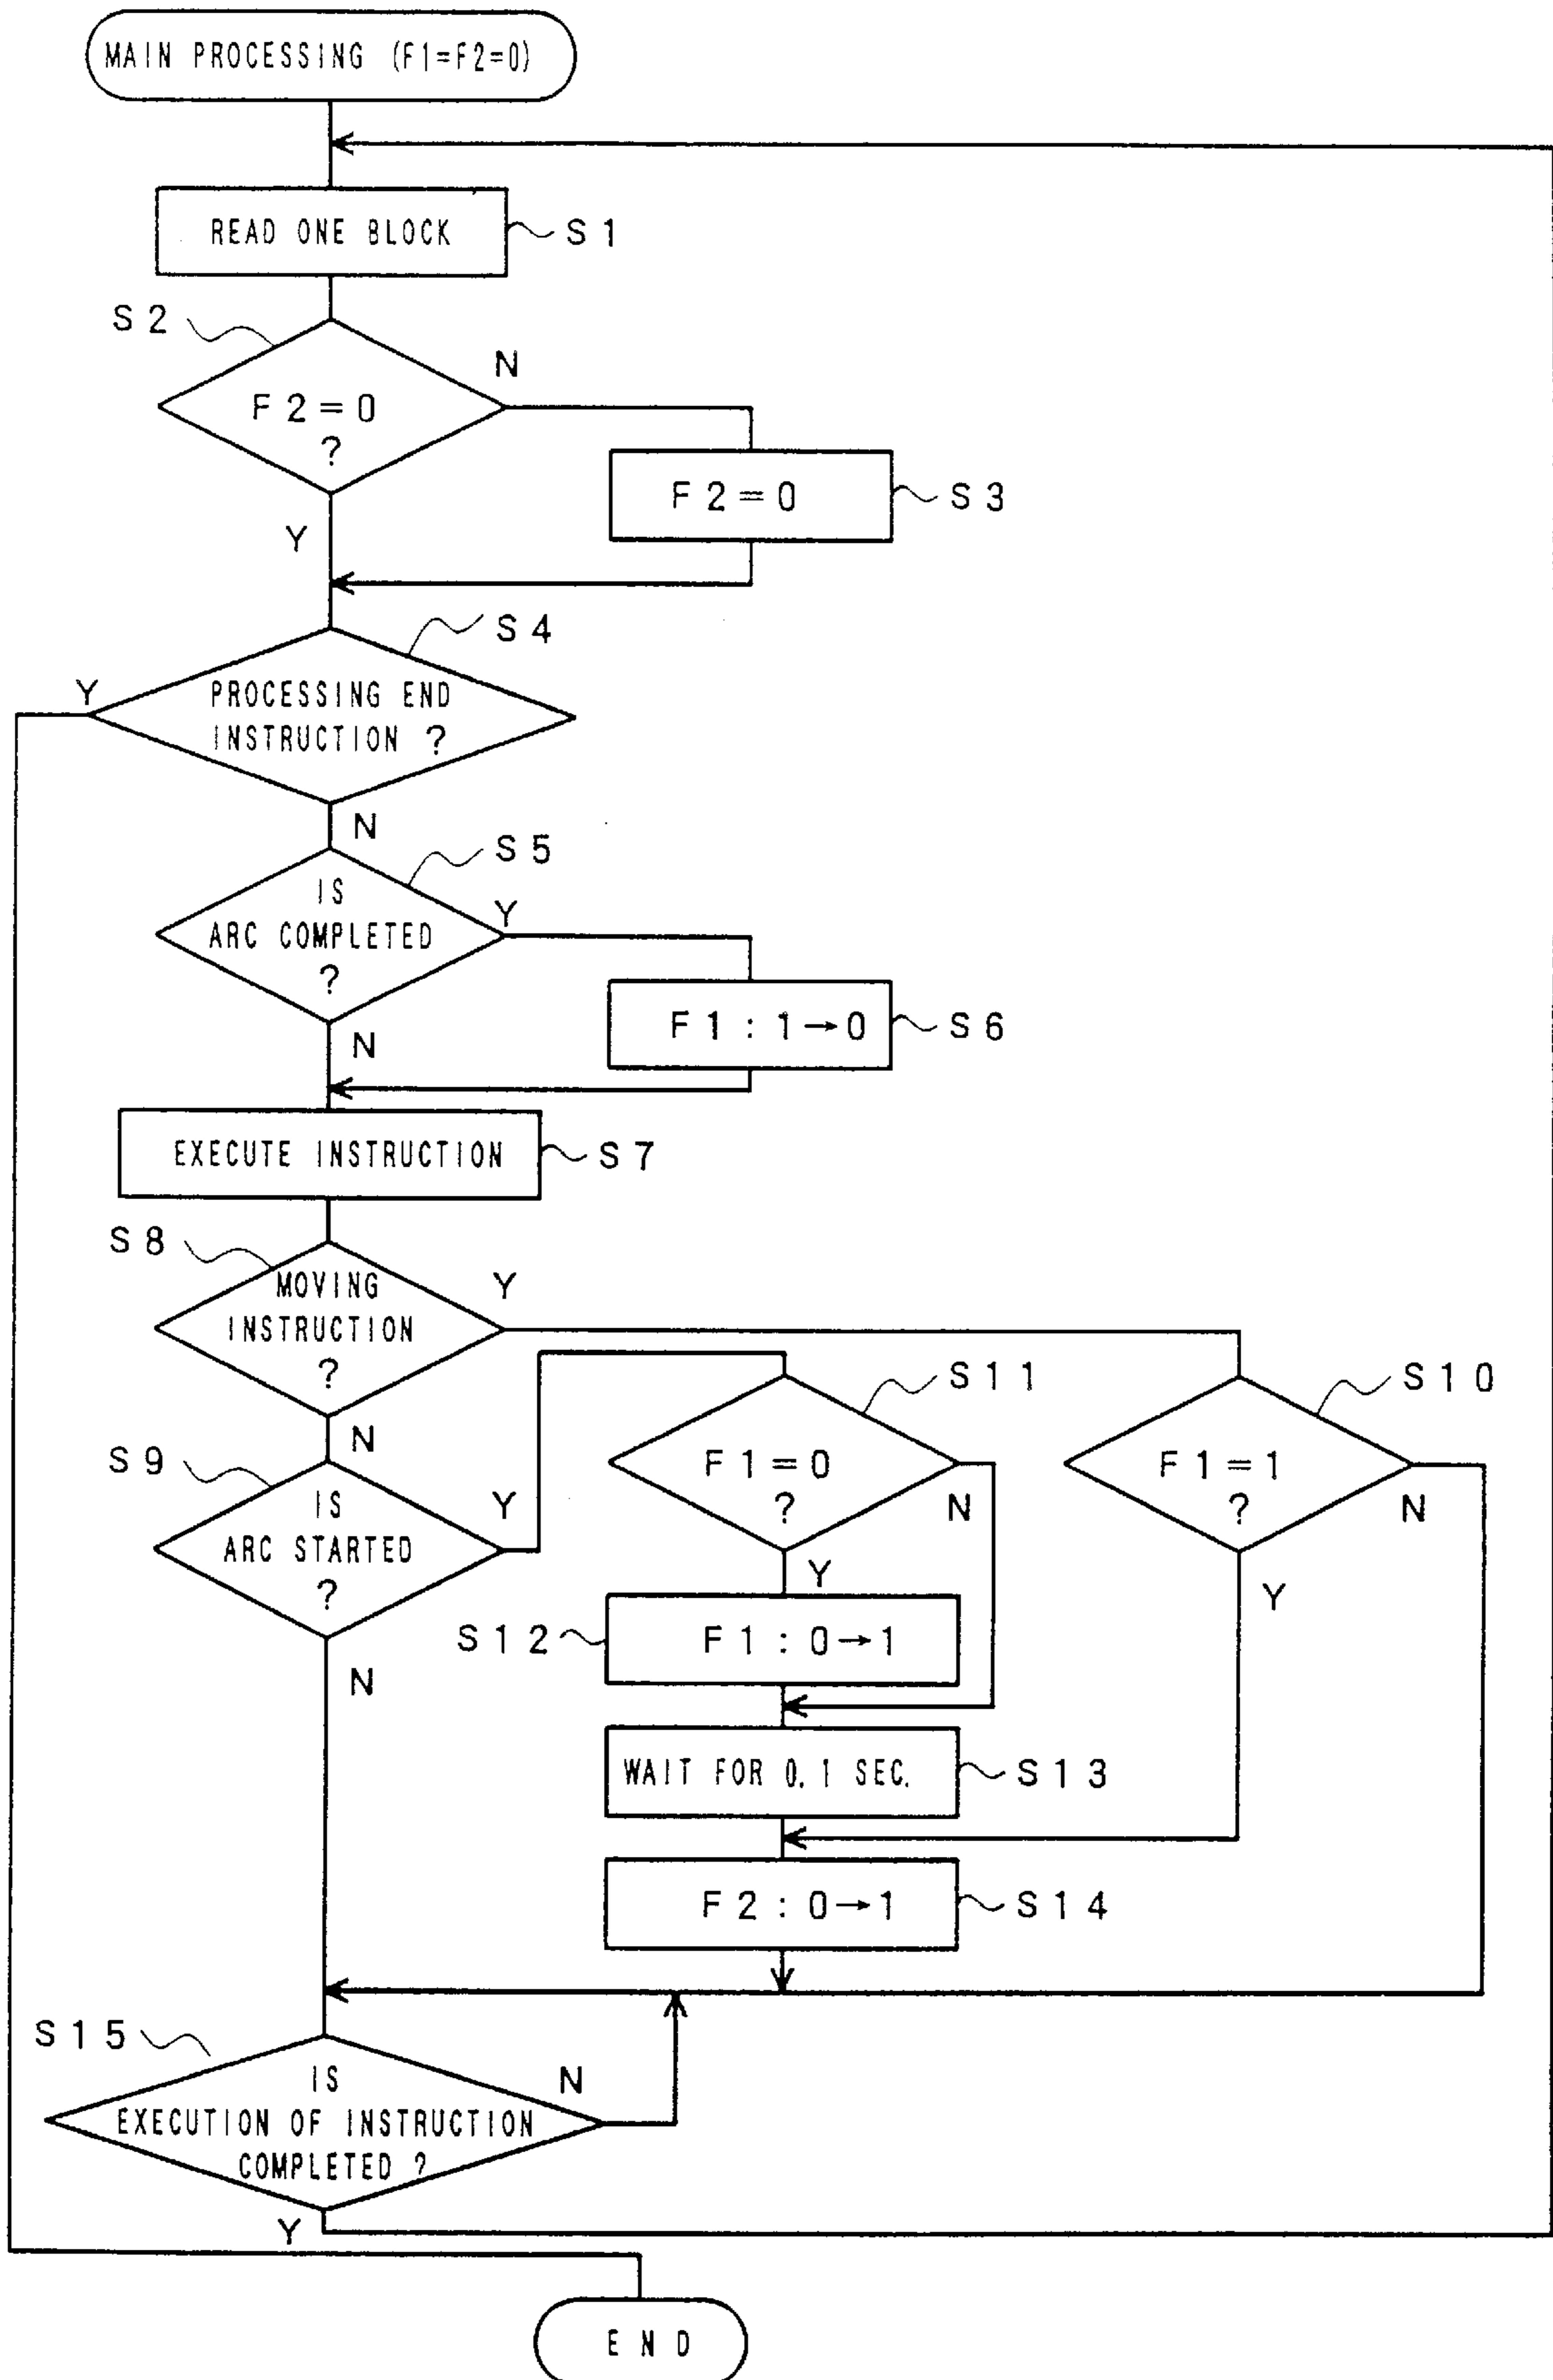 MAIN PROCESSING (F1=F2=0)
READ ONE BLOCK
S1
S2
N
F2=0
?
F2=0
S3
Y
S4
Y
PROCESSING END
INSTRUCTION ?
N
S5
IS
Y
ARC COMPLETED
?
F1:1→0
S6
N
EXECUTE INSTRUCTION
S7
S8
MOVING
Y
INSTRUCTION
?
S11
S10
N
S9
F1=0
?
N
F1=1
?
N
IS
Y
ARC STARTED
?
Y
Y
S12
F1:0→1
N
WAIT FOR 0.1 SEC.
S13
F2:0→1
S14
S15
IS
N
EXECUTION OF INSTRUCTION
COMPLETED ?
Y
END